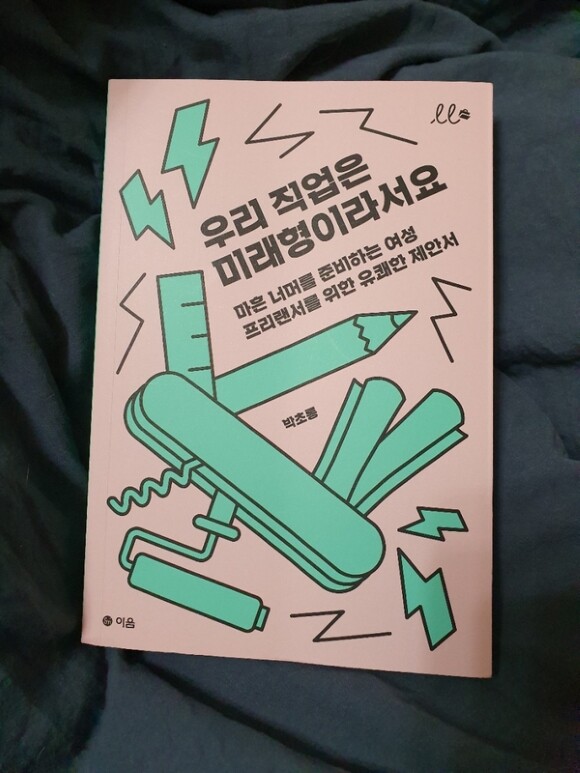 우리 직업은
미래형이라서요
마흔 너머를 준비하는 여성
프리랜서를 위한 유쾌한 제안서
박초롱
이음